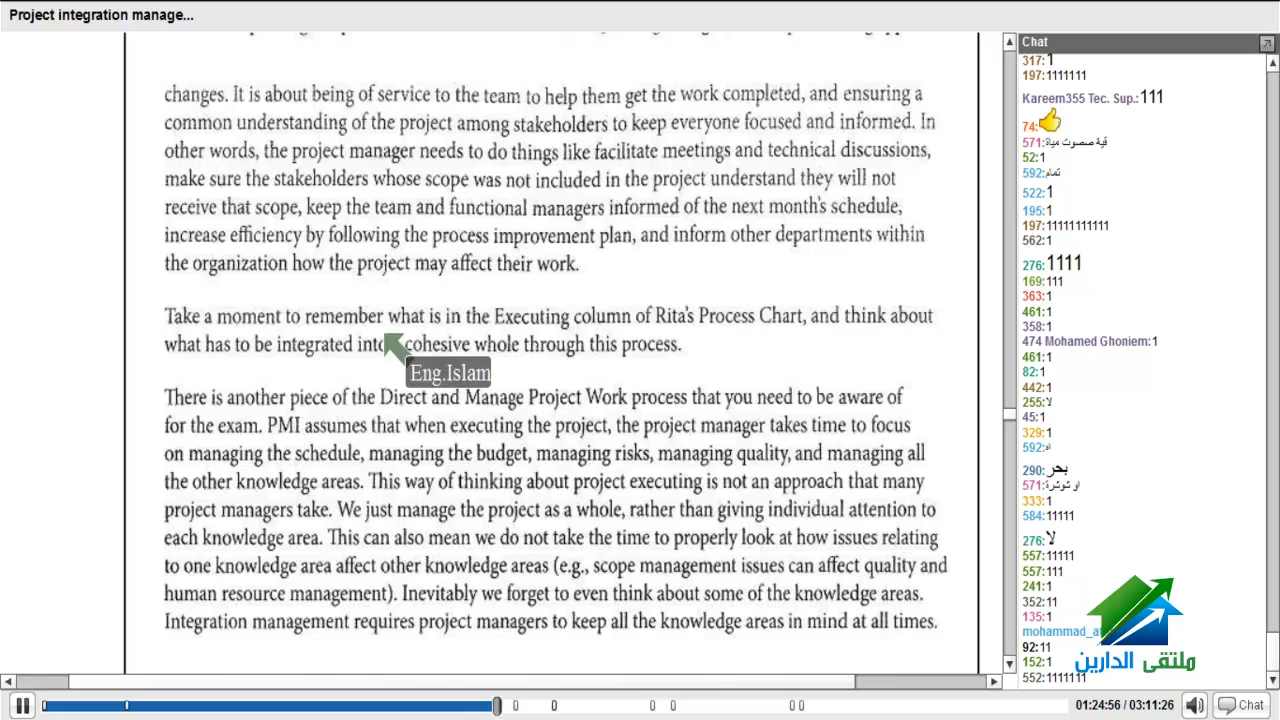 Project integration manage...
changes. It is about being of service to the team to help them get the work completed, and ensuring a
common understanding of the project among stakeholders to keep everyone focused and informed. In
other words, the project manager needs to do things like facilitate meetings and technical discussions,
make sure the stakeholders whose scope was not included in the project understand they will not
receive that scope, keep the team and functional managers informed of the next month's schedule,
increase efficiency by following the process improvement plan, and inform other departments within
the organization how the project may affect their work.
Take a moment to remember what is in the Executing column of Rita's Process Chart, and think about
what has to be integrated into cohesive whole through this process.
Eng.Islam
There is another piece of the Direct and Manage Project Work process that you need to be aware of
for the exam. PMI assumes that when executing the project, the project manager takes time to focus
on managing the schedule, managing the budget, managing risks, managing quality, and managing all
the other knowledge areas. This way of thinking about project executing is not an approach that many
project managers take. We just manage the project as a whole, rather than giving individual attention to
each knowledge area. This can also mean we do not take the time to properly look at how issues relating
to one knowledge area affect other knowledge areas (e.g., scope management issues can affect quality and
human resource management). Inevitably we forget to even think about some of the knowledge areas.
Integration management requires project managers to keep all the knowledge areas in mind at all times.
Chat
317: 1
197: 1111111
Kareem355 Tec. Sup.: 111
74:
571: قية صصوت مياة
52: 1
592: تمام
522: 1
195: 1
197: 11111111111
562: 1
276: 1111
169: 111
363: 1
461: 1
358: 1
474 Mohamed Ghoniem: 1
461: 1
82: 1
442: 1
255: لا
45: 1
329: 1
592: اه
290: بحر
571: او نوثرة
333: 1
584: 11111
276: لا
557: 11111
557: 111
241: 1
352: 11
135: 1
92: 11
152: 1
552: 1111111
ملتقى الدارين
01:24:56 / 03:11:26
Chat